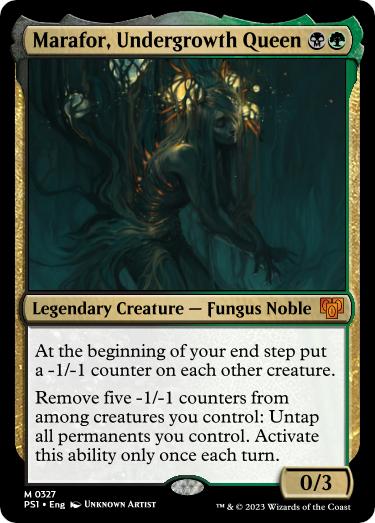 Marafor, Undergrowth Queen
Legendary Creature — Fungus Noble
At the beginning of your end step put
a -1/-1 counter on each other creature.
Remove five -1/-1 counters from
among creatures you control: Untap
all permanents you control. Activate
this ability only once each turn.
0/3
M 0327
PS1 • Eng Unknown Artist
™ & © 2023 Wizards of the Coast